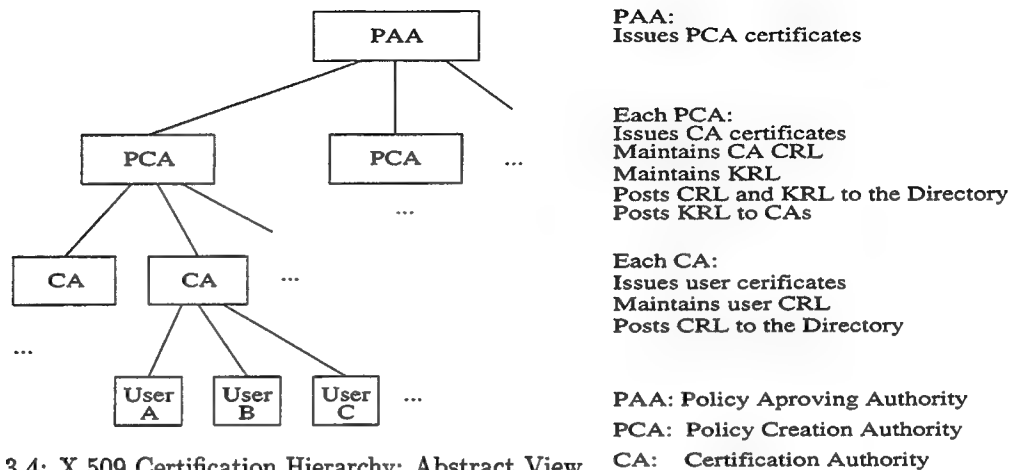 PAA
PAA:
Issues PCA certificates
PCA
PCA
...
Each PCA:
Issues CA certificates
Maintains CA CRL
Maintains KRL
Posts CRL and KRL to the Directory
Posts KRL to CAs
...
CA
CA
...
Each CA:
Issues user cerificates
Maintains user CRL
Posts CRL to the Directory
...
User
A
User
B
User
C
...
PAA: Policy Aproving Authority
PCA: Policy Creation Authority
CA: Certification Authority
3.4: X.509 Certification Hierarchy: Abstract View